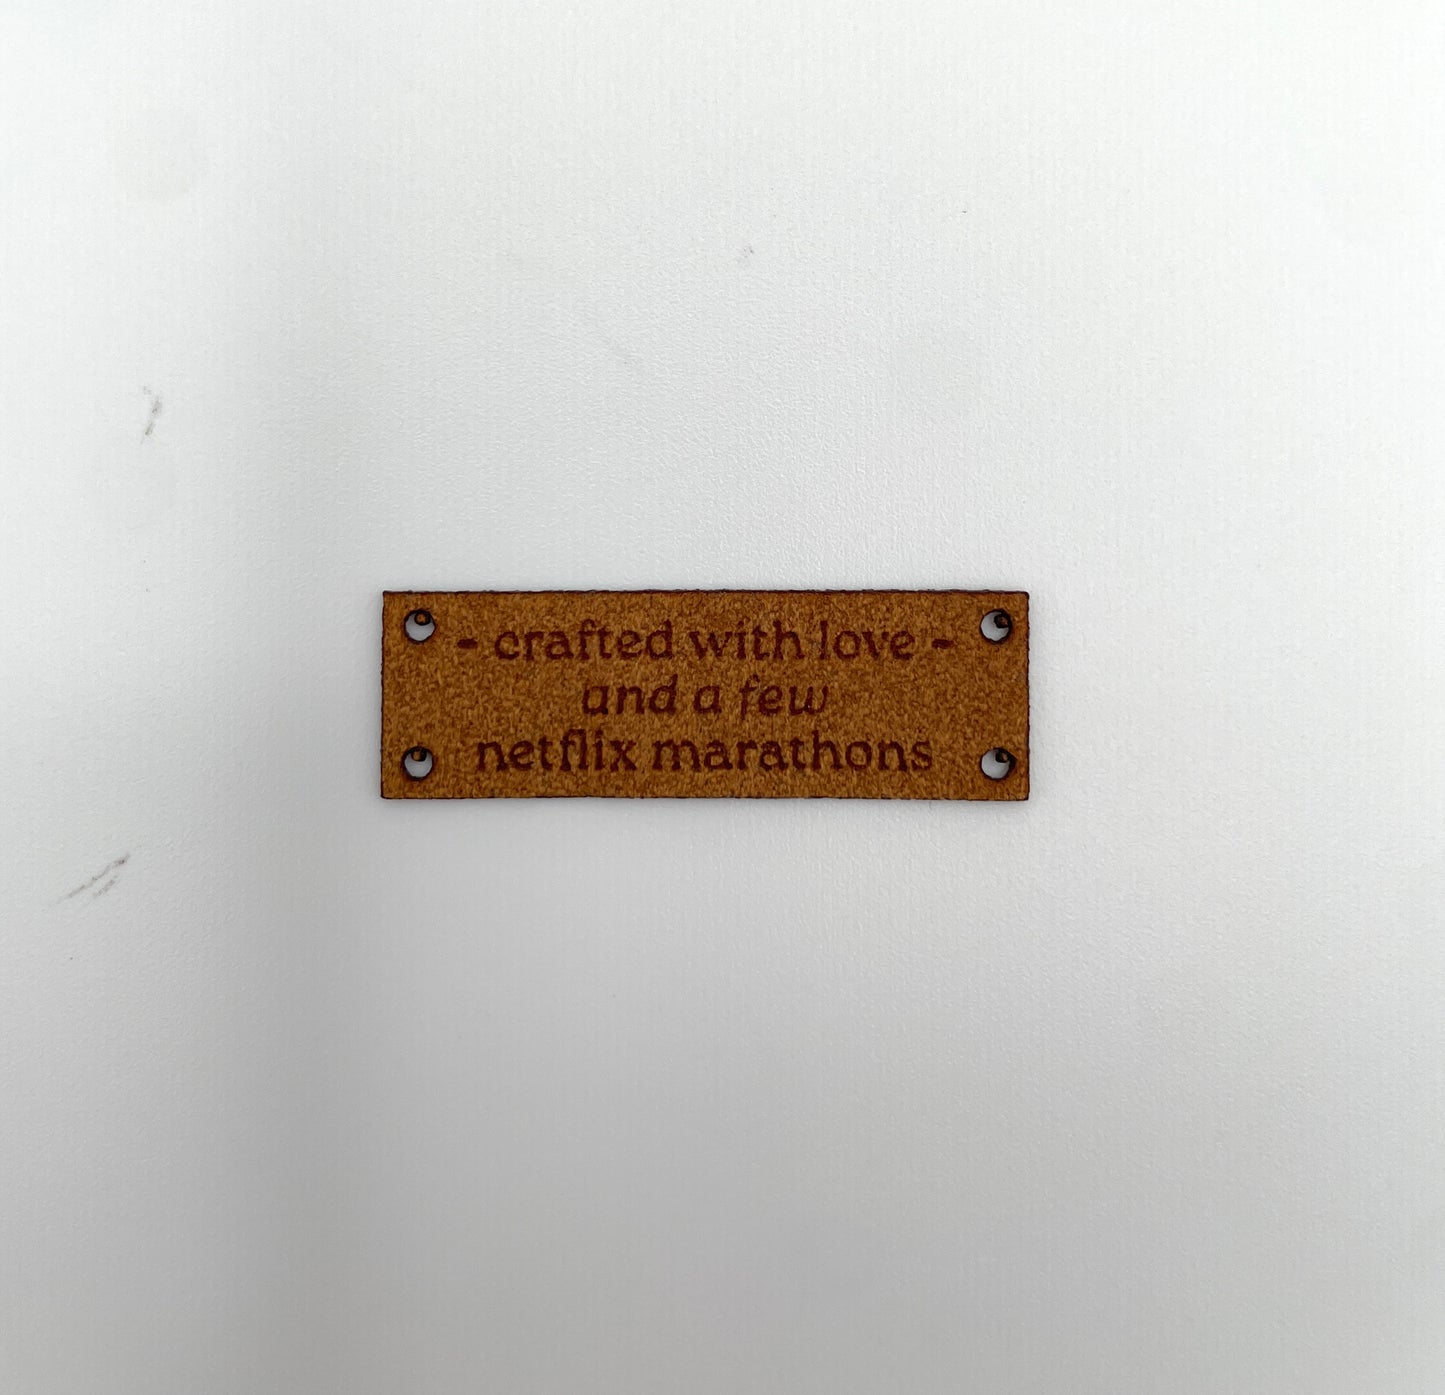 - crafted with love -
and a few
netflix marathons